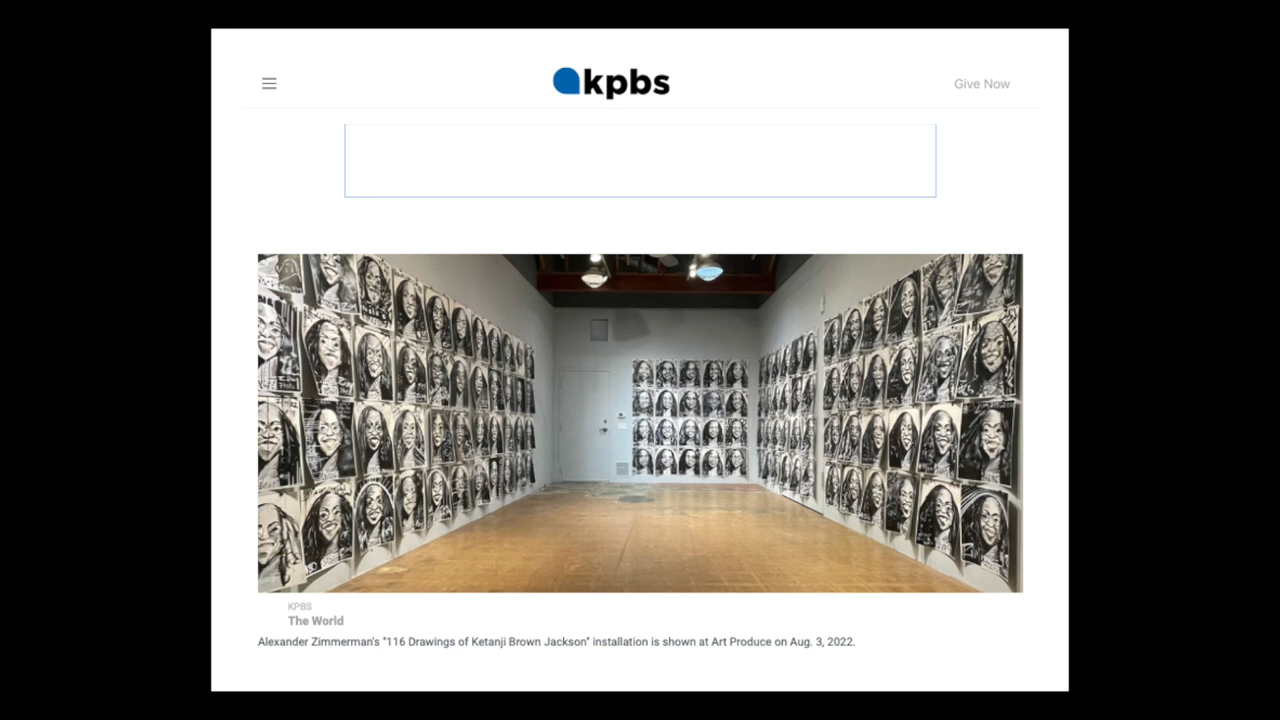 kpbs
Give Now
KPBS
The World
Alexander Zimmerman's "116 Drawings of Ketanji Brown Jackson" installation is shown at Art Produce on Aug. 3, 2022.